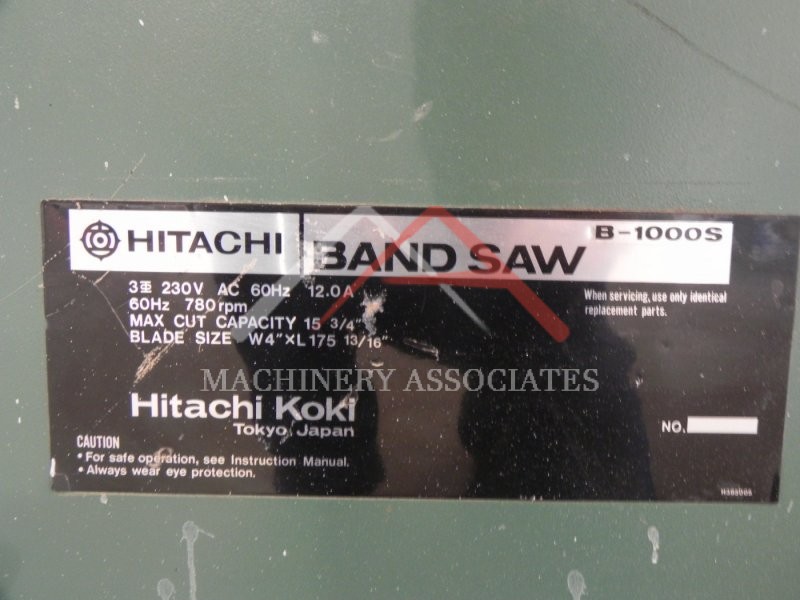 HITACHI
BAND SAW
B-1000S
3 230V AC 60Hz 12.0A
60Hz 780rpm
MAX CUT CAPACITY 15 3/4"
BLADE SIZE W4"×L175 13/16"
When servicing, use only identical
replacement parts.
MACHINERY ASSOCIATES
Hitachi Koki
Tokyo, Japan
NO.
CAUTION
• For safe operation, see Instruction Manual.
• Always wear eye protection.